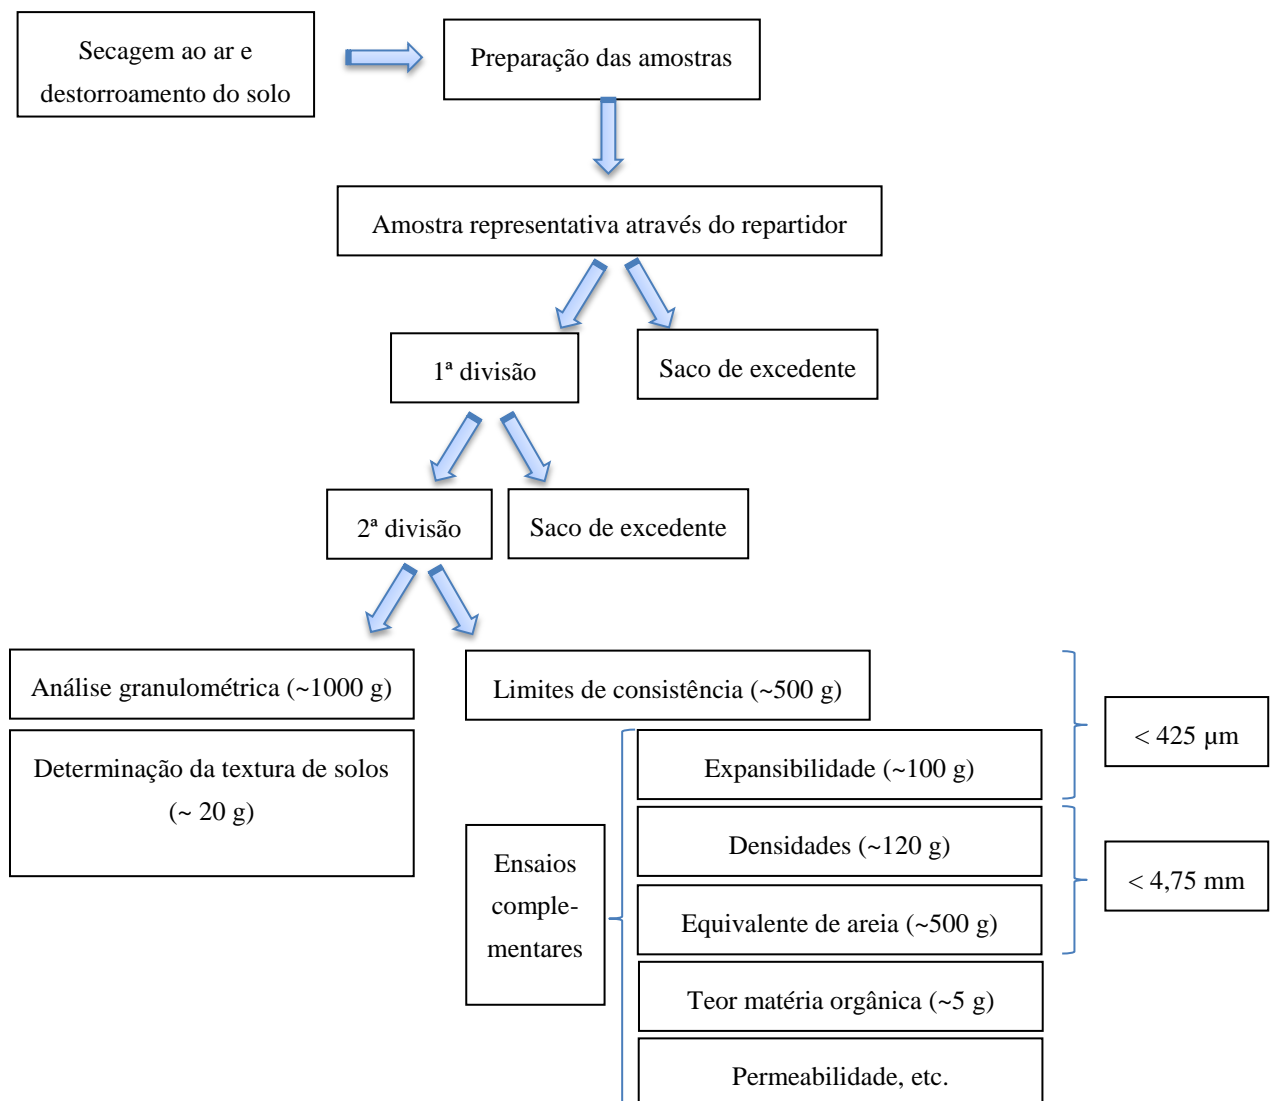 Secagem ao ar e
destorroamento do solo
Preparação das amostras
Amostra representativa através do repartidor
1ª divisão
Saco de excedente
2ª divisão
Saco de excedente
Análise granulométrica (~1000 g)
Limites de consistência (~500 g)
< 425 µm
Determinação da textura de solos
(~ 20 g)
Expansibilidade (~100 g)
Ensaios
comple-
mentares
Densidades (~120 g)
< 4,75 mm
Equivalente de areia (~500 g)
Teor matéria orgânica (~5 g)
Permeabilidade, etc.